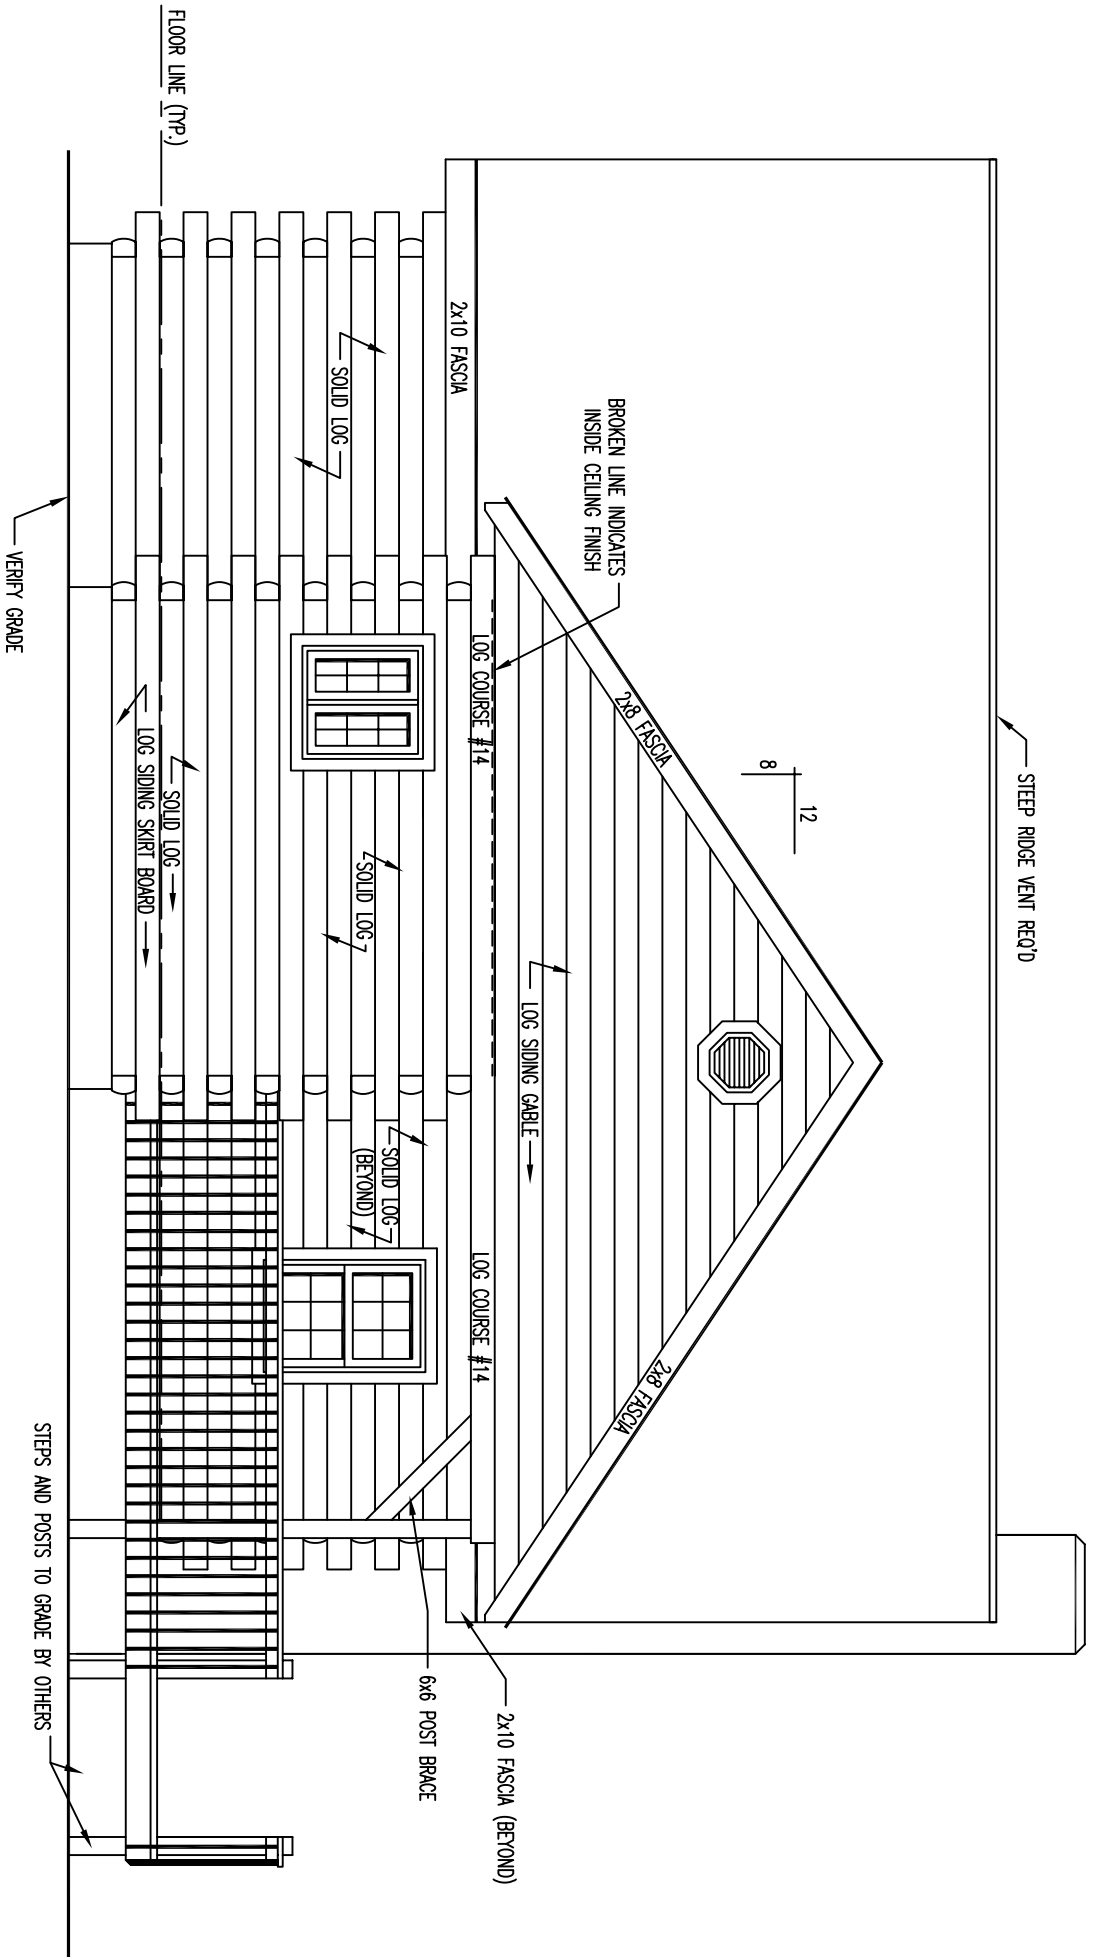 STEEP RIDGE VENT REQ'D
12
8
2x8 FASCIA
2x8 FASCIA
BROKEN LINE INDICATES
INSIDE CEILING FINISH
LOG SIDING GABLE
2x10 FASCIA (BEYOND)
LOG COURSE #14
LOG COURSE #14
2x10 FASCIA
6x6 POST BRACE
SOLID LOG
SOLID LOG
SOLID LOG
(BEYOND)
FLOOR LINE (TYP.)
SOLID LOG
LOG SIDING SKIRT BOARD
STEPS AND POSTS TO GRADE BY OTHERS
VERIFY GRADE